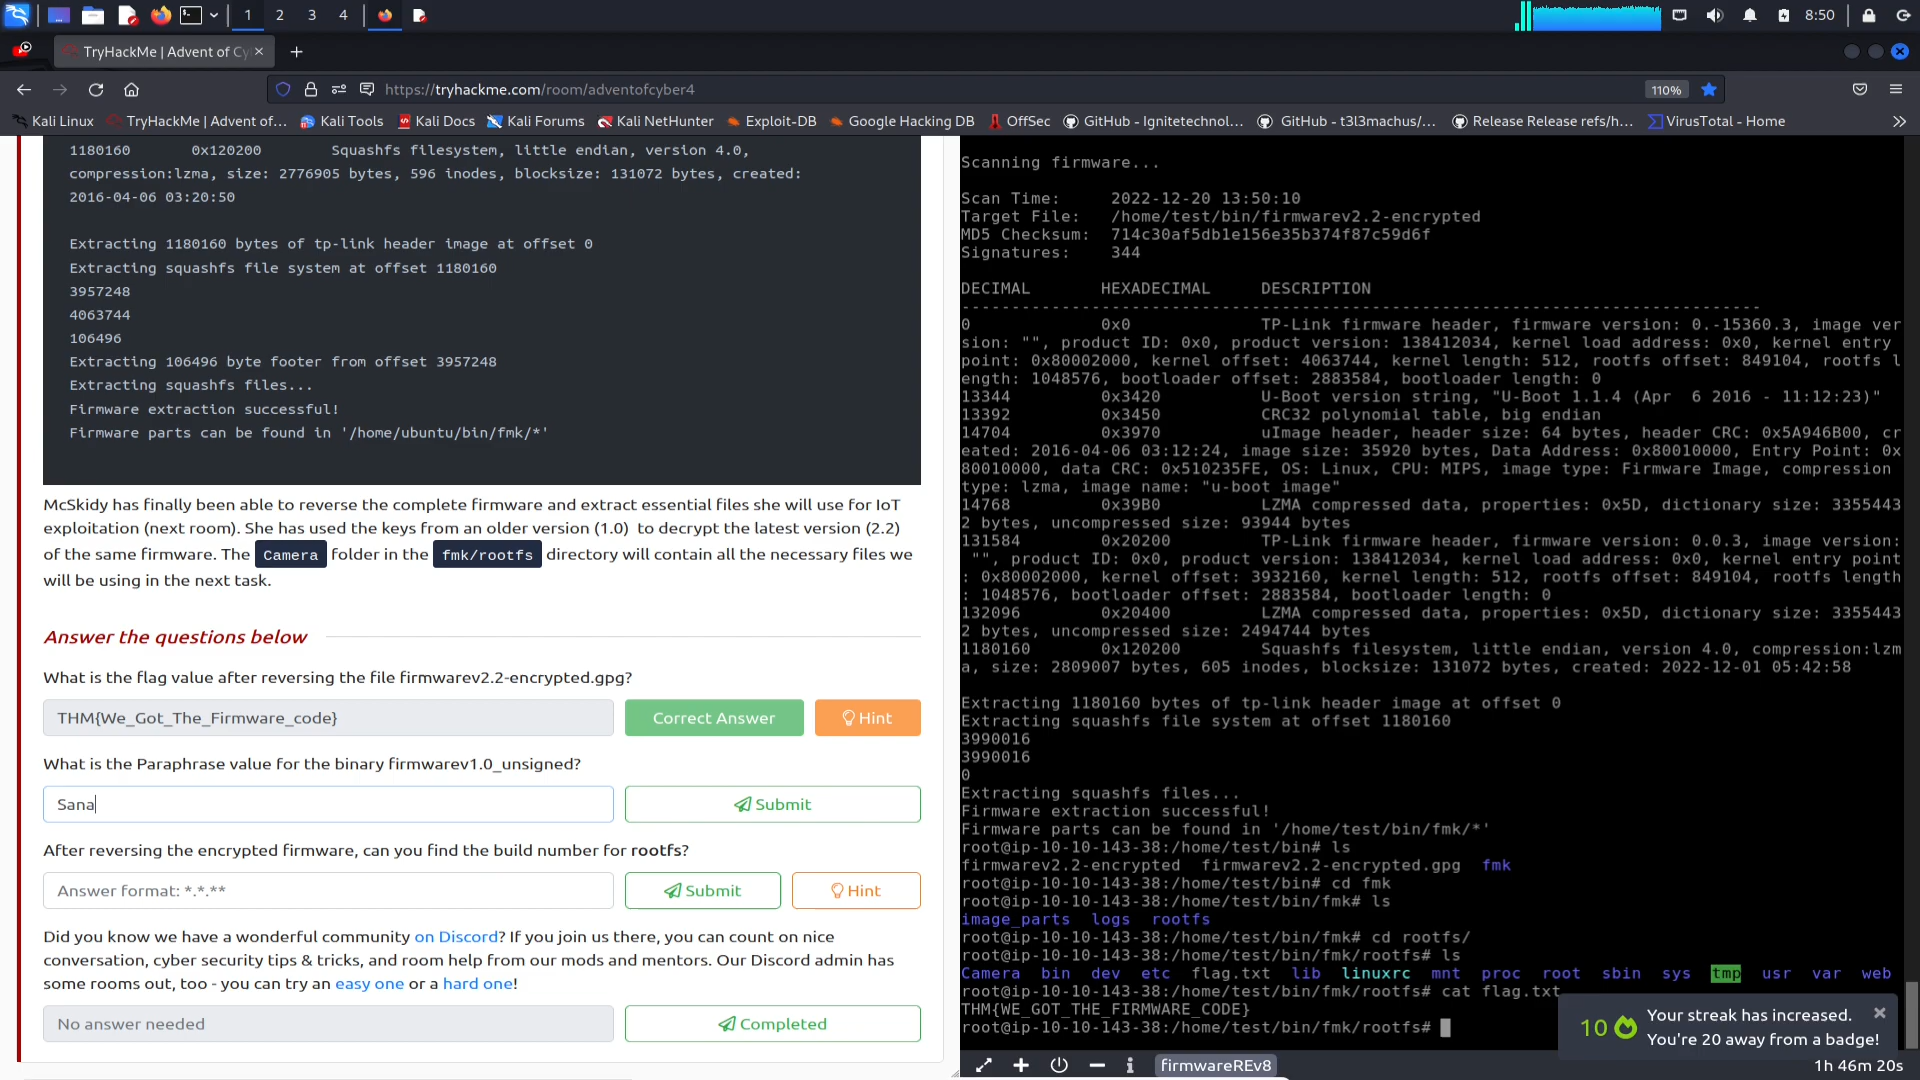 1
2
3
4
8:50
TryHackMe | Advent of Cy
https://tryhackme.com/room/adventofcyber4
110%
Kali Linux
TryHackMe | Advent of...
Kali Tools
Kali Docs
Kali Forums
Kali NetHunter
Exploit-DB
Google Hacking DB
OffSec
GitHub - Ignitetechnol...
GitHub - t3l3machus/...
Release Release refs/h...
VirusTotal - Home
1180160 0x120200 Squashfs filesystem, little endian, version 4.0,
compression:lzma, size: 2776905 bytes, 596 inodes, blocksize: 131072 bytes, created:
2016-04-06 03:20:50
Extracting 1180160 bytes of tp-link header image at offset 0
Extracting squashfs file system at offset 1180160
3957248
4063744
106496
Extracting 106496 byte footer from offset 3957248
Extracting squashfs files...
Firmware extraction successful!
Firmware parts can be found in '/home/ubuntu/bin/fmk/*'
McSkidy has finally been able to reverse the complete firmware and extract essential files she will use for IoT
exploitation (next room). She has used the keys from an older version (1.0) to decrypt the latest version (2.2)
of the same firmware. The Camera folder in the fmk/rootfs directory will contain all the necessary files we
will be using in the next task.
Answer the questions below
What is the flag value after reversing the file firmwarev2.2-encrypted.gpg?
THM{We_Got_The_Firmware_code}
Correct Answer
Hint
What is the Paraphrase value for the binary firmwarev1.0_unsigned?
Sana
Submit
After reversing the encrypted firmware, can you find the build number for rootfs?
Answer format: *.*.**
Submit
Hint
Did you know we have a wonderful community on Discord? If you join us there, you can count on nice
conversation, cyber security tips & tricks, and room help from our mods and mentors. Our Discord admin has
some rooms out, too - you can try an easy one or a hard one!
No answer needed
Completed
Scanning firmware...
Scan Time: 2022-12-20 13:50:10
Target File: /home/test/bin/firmwarev2.2-encrypted
MD5 Checksum: 714c30af5db1e156e35b374f87c59d6f
Signatures: 344
DECIMAL HEXADECIMAL DESCRIPTION
--------------------------------------------------------------------------------
0 0x0 TP-Link firmware header, firmware version: 0.-15360.3, image ver
sion: "", product ID: 0x0, product version: 138412034, kernel load address: 0x0, kernel entry
point: 0x80002000, kernel offset: 4063744, kernel length: 512, rootfs offset: 849104, rootfs l
ength: 1048576, bootloader offset: 2883584, bootloader length: 0
13344 0x3420 U-Boot version string, "U-Boot 1.1.4 (Apr  6 2016 - 11:12:23)"
13392 0x3450 CRC32 polynomial table, big endian
14704 0x3970 uImage header, header size: 64 bytes, header CRC: 0x5A946B00, cr
eated: 2016-04-06 03:12:24, image size: 35920 bytes, Data Address: 0x80010000, Entry Point: 0x
80010000, data CRC: 0x510235FE, OS: Linux, CPU: MIPS, image type: Firmware Image, compression
type: lzma, image name: "u-boot image"
14768 0x39B0 LZMA compressed data, properties: 0x5D, dictionary size: 3355443
2 bytes, uncompressed size: 93944 bytes
131584 0x20200 TP-Link firmware header, firmware version: 0.0.3, image version:
"", product ID: 0x0, product version: 138412034, kernel load address: 0x0, kernel entry point
: 0x80002000, kernel offset: 3932160, kernel length: 512, rootfs offset: 849104, rootfs length
: 1048576, bootloader offset: 2883584, bootloader length: 0
132096 0x20400 LZMA compressed data, properties: 0x5D, dictionary size: 3355443
2 bytes, uncompressed size: 2494744 bytes
1180160 0x120200 Squashfs filesystem, little endian, version 4.0, compression:lzm
a, size: 2809007 bytes, 605 inodes, blocksize: 131072 bytes, created: 2022-12-01 05:42:58
Extracting 1180160 bytes of tp-link header image at offset 0
Extracting squashfs file system at offset 1180160
3990016
3990016
0
Extracting squashfs files...
Firmware extraction successful!
Firmware parts can be found in '/home/test/bin/fmk/*'
root@ip-10-10-143-38:/home/test/bin# ls
firmwarev2.2-encrypted firmwarev2.2-encrypted.gpg fmk
root@ip-10-10-143-38:/home/test/bin# cd fmk
root@ip-10-10-143-38:/home/test/bin/fmk# ls
image_parts logs rootfs
root@ip-10-10-143-38:/home/test/bin/fmk# cd rootfs/
root@ip-10-10-143-38:/home/test/bin/fmk/rootfs# ls
Camera bin dev etc flag.txt lib linuxrc mnt proc root sbin sys tmp usr var web
root@ip-10-10-143-38:/home/test/bin/fmk/rootfs# cat flag.txt
THM{WE_GOT_THE_FIRMWARE_CODE}
root@ip-10-10-143-38:/home/test/bin/fmk/rootfs#
10
Your streak has increased.
You're 20 away from a badge!
firmwareREv8
1h 46m 20s